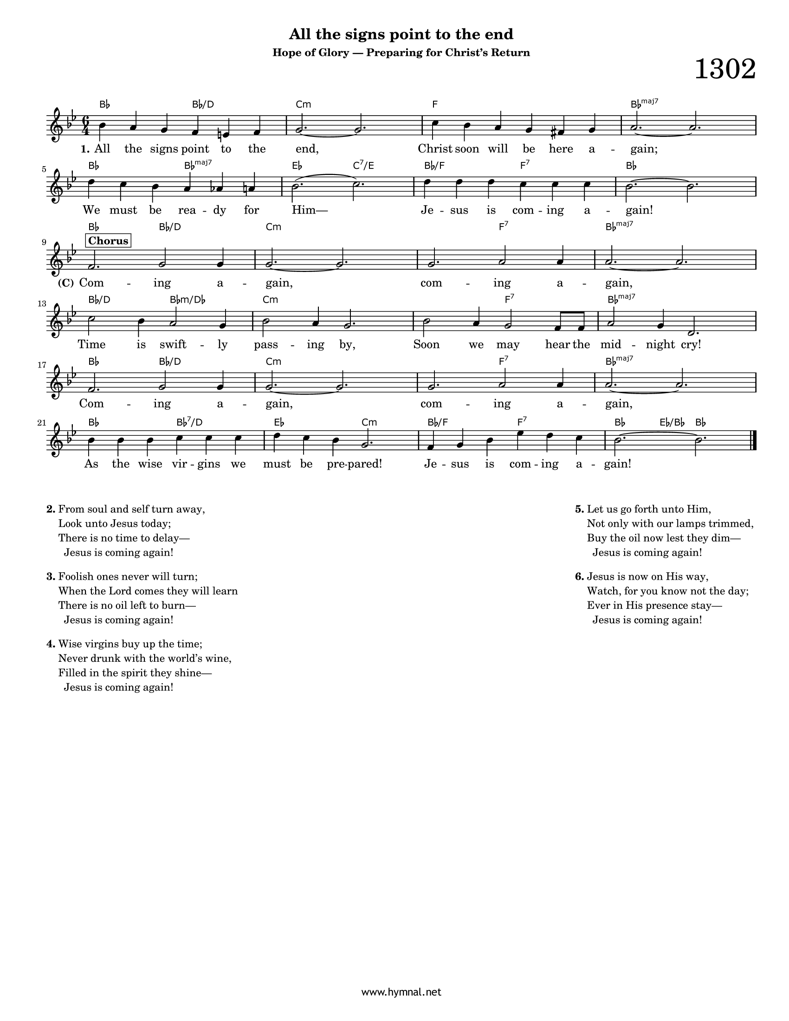 All the signs point to the end
Hope of Glory — Preparing for Christ's Return
1302
B♭ B♭/D Cm F B♭maj7
1. All the signs point to the end, Christ soon will be here a - gain;
B♭ B♭maj7 E♭ C7/E B♭/F F7 B♭
5
We must be rea - dy for Him— Je - sus is com - ing a - gain!
B♭ B♭/D Cm F7 B♭maj7
9 Chorus
(C) Com - ing a - gain, com - ing a - gain,
B♭/D B♭m/D♭ Cm F7 B♭maj7
13
Time is swift - ly pass - ing by, Soon we may hear the mid - night cry!
B♭ B♭/D Cm F7 B♭maj7
17
Com - ing a - gain, com - ing a - gain,
B♭ B♭7/D E♭ Cm B♭/F F7 B♭ E♭/B♭ B♭
21
As the wise vir - gins we must be pre-pared! Je - sus is com - ing a - gain!
2. From soul and self turn away,
Look unto Jesus today;
There is no time to delay—
Jesus is coming again!
3. Foolish ones never will turn;
When the Lord comes they will learn
There is no oil left to burn—
Jesus is coming again!
4. Wise virgins buy up the time;
Never drunk with the world's wine,
Filled in the spirit they shine—
Jesus is coming again!
5. Let us go forth unto Him,
Not only with our lamps trimmed,
Buy the oil now lest they dim—
Jesus is coming again!
6. Jesus is now on His way,
Watch, for you know not the day;
Ever in His presence stay—
Jesus is coming again!
www.hymnal.net